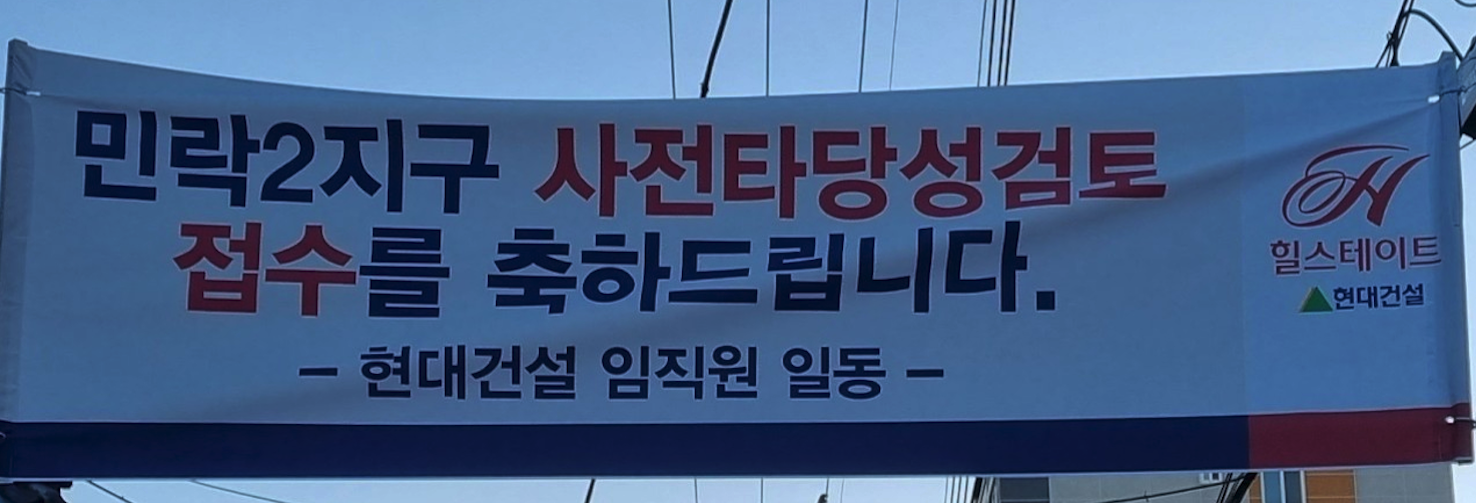 민락2지구 사전타당성검토
접수를 축하드립니다.
- 현대건설 임직원 일동 -
힐스테이트
현대건설